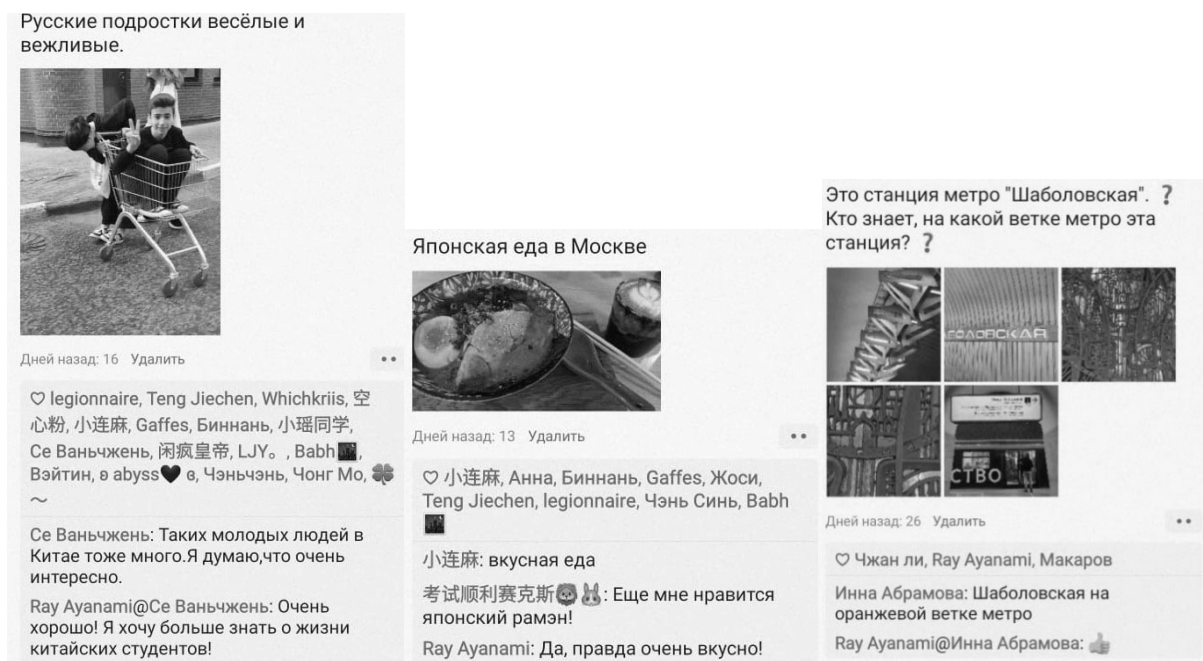 Русские подростки весёлые и
вежливые.
Дней назад: 16 Удалить
♡ legionnaire, Teng Jiechen, Whichkriis, 空
心粉, 小连麻, Gaffes, Биннань, 小瑶同学,
Се Ваньчжень, 闲疯皇帝, LJY。, Babh,
Вэйтин, ʚ abyss🖤 ɞ, Чэньчэнь, Чонг Мо, 🍀
～
Се Ваньчжень: Таких молодых людей в
Китае тоже много.Я думаю,что очень
интересно.
Ray Ayanami@Се Ваньчжень: Очень
хорошо! Я хочу больше знать о жизни
китайских студентов!
Японская еда в Москве
Дней назад: 13 Удалить
♡ 小连麻, Анна, Биннань, Gaffes, Жоси,
Teng Jiechen, legionnaire, Чэнь Синь, Babh
小连麻: вкусная еда
考试顺利赛克斯🦁🐰: Еще мне нравится
японский рамэн!
Ray Ayanami: Да, правда очень вкусно!
Это станция метро "Шаболовская". ❓
Кто знает, на какой ветке метро эта
станция? ❓
БОЛОВСКАЯ
СТВО
Дней назад: 26 Удалить
♡ Чжан ли, Ray Ayanami, Макаров
Инна Абрамова: Шаболовская на
оранжевой ветке метро
Ray Ayanami@Инна Абрамова: 👍